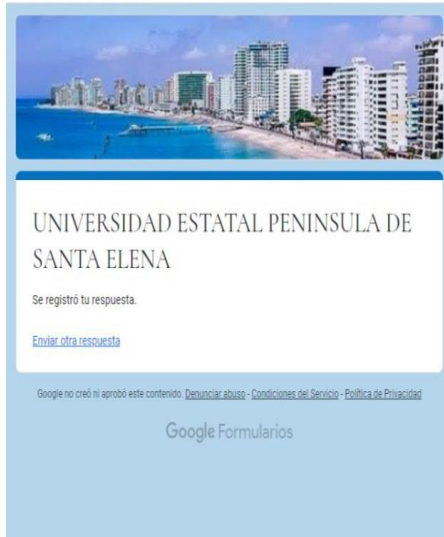 UNIVERSIDAD ESTATAL PENINSULA DE
SANTA ELENA
Se registró tu respuesta.
Enviar otra respuesta
Google no creó ni aprobó este contenido. Denunciar abuso - Condiciones del Servicio - Política de Privacidad
Google Formularios